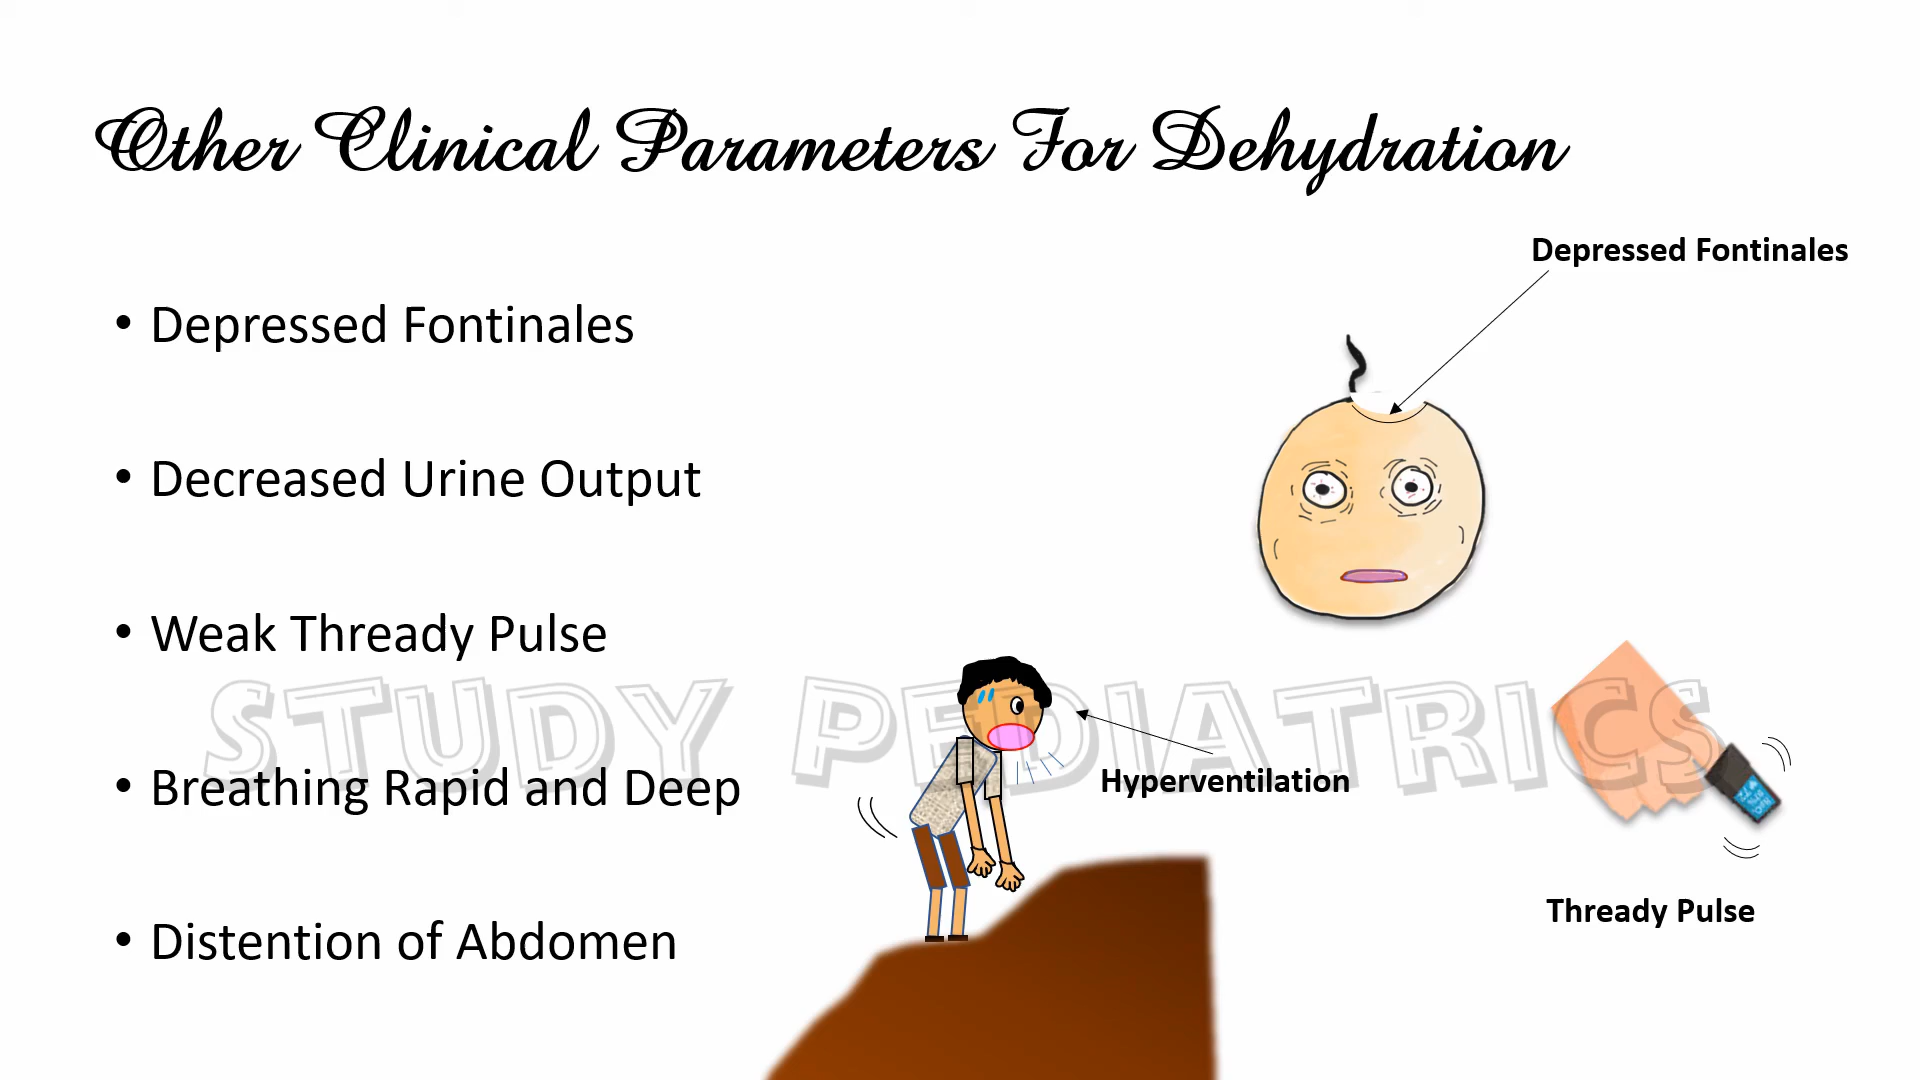 Other Clinical Parameters For Dehydration
Depressed Fontinales
• Depressed Fontinales
• Decreased Urine Output
• Weak Thready Pulse
STUDY PEDIATRICS
• Breathing Rapid and Deep
Hyperventilation
Thready Pulse
• Distention of Abdomen